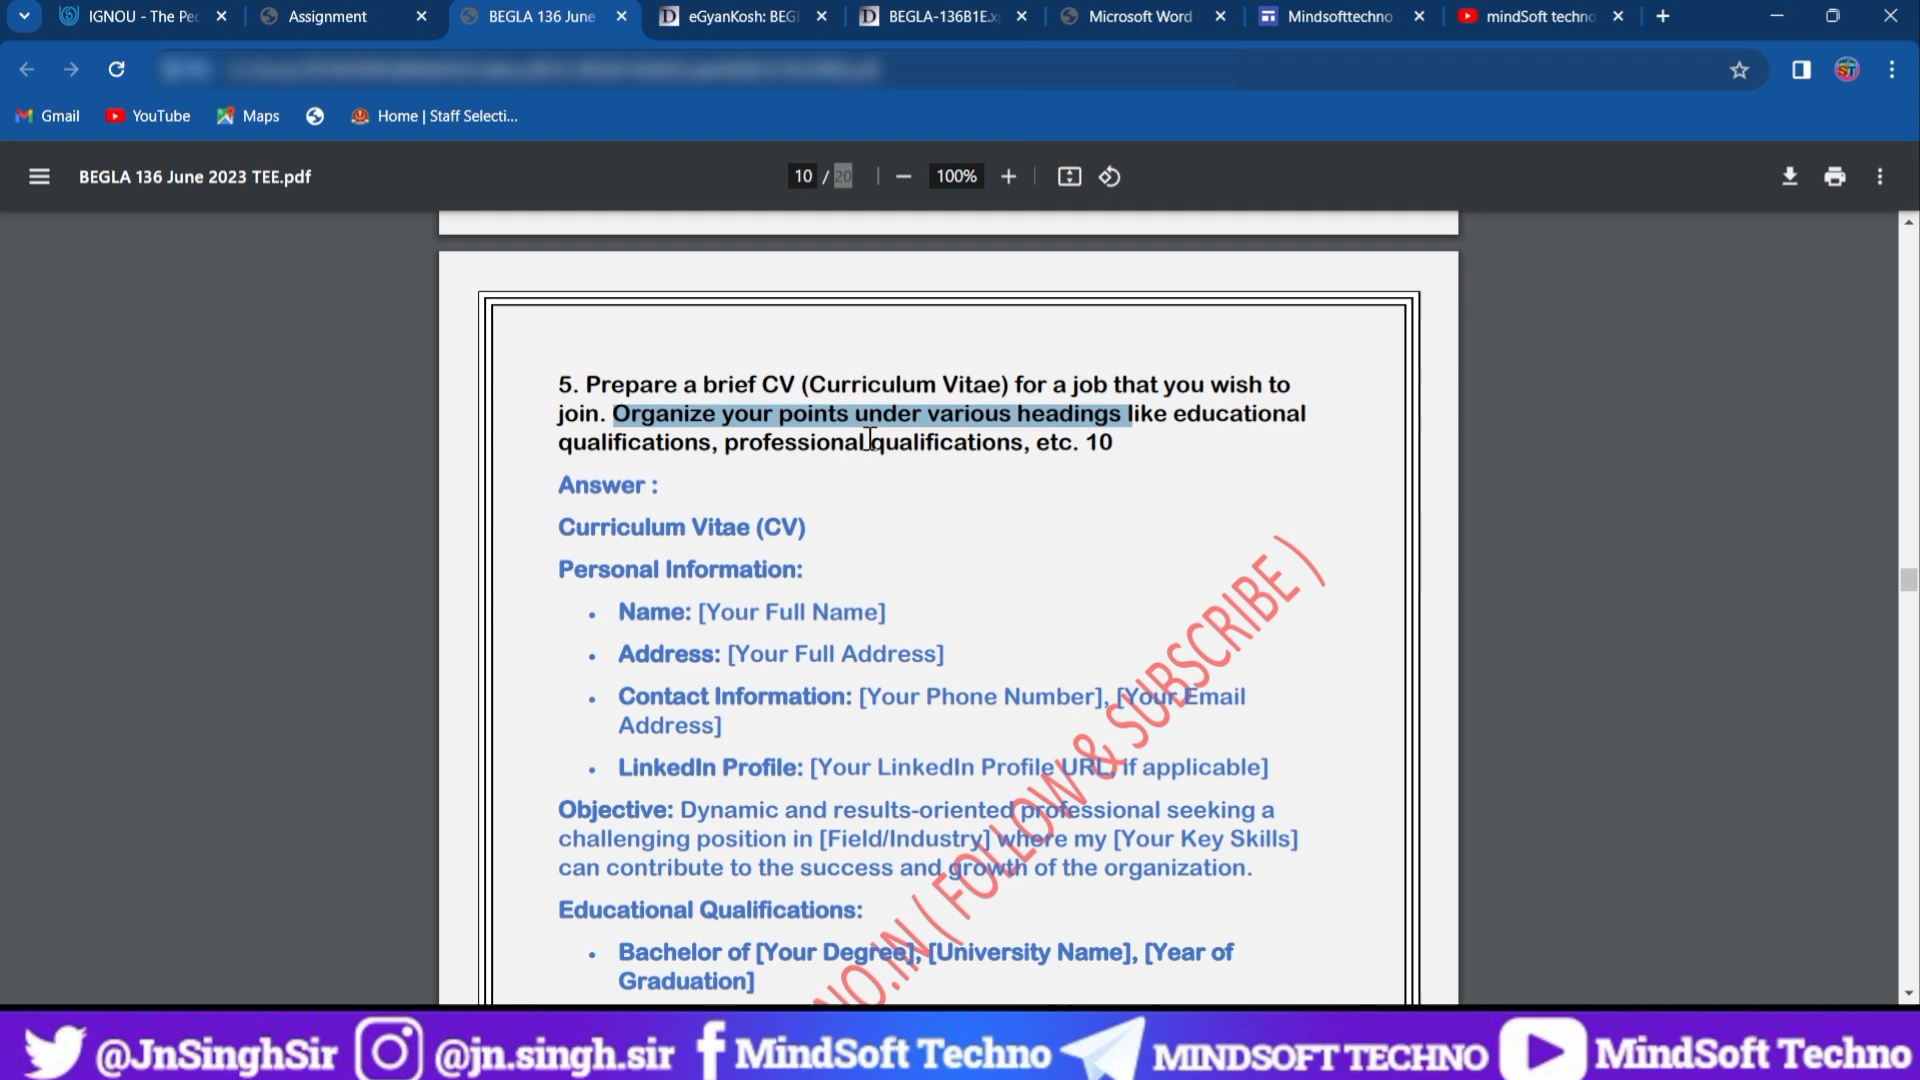 IGNOU - The Pec
Assignment
BEGLA 136 June
eGyanKosh: BEGL
BEGLA-136B1E.xp
Microsoft Word
Mindsofttechno
mindSoft techno
Gmail
YouTube
Maps
Home | Staff Selecti...
BEGLA 136 June 2023 TEE.pdf
10 / 20
100%
5. Prepare a brief CV (Curriculum Vitae) for a job that you wish to
join. Organize your points under various headings like educational
qualifications, professional qualifications, etc. 10
Answer :
Curriculum Vitae (CV)
Personal Information:
• Name: [Your Full Name]
• Address: [Your Full Address]
• Contact Information: [Your Phone Number], [Your Email
Address]
• LinkedIn Profile: [Your LinkedIn Profile URL, if applicable]
Objective: Dynamic and results-oriented professional seeking a
challenging position in [Field/Industry] where my [Your Key Skills]
can contribute to the success and growth of the organization.
Educational Qualifications:
• Bachelor of [Your Degree], [University Name], [Year of
Graduation]
NO.IN ( FOLLOW & SUBSCRIBE )
@JnSinghSir
@jn.singh.sir
MindSoft Techno
MINDSOFT TECHNO
MindSoft Techno